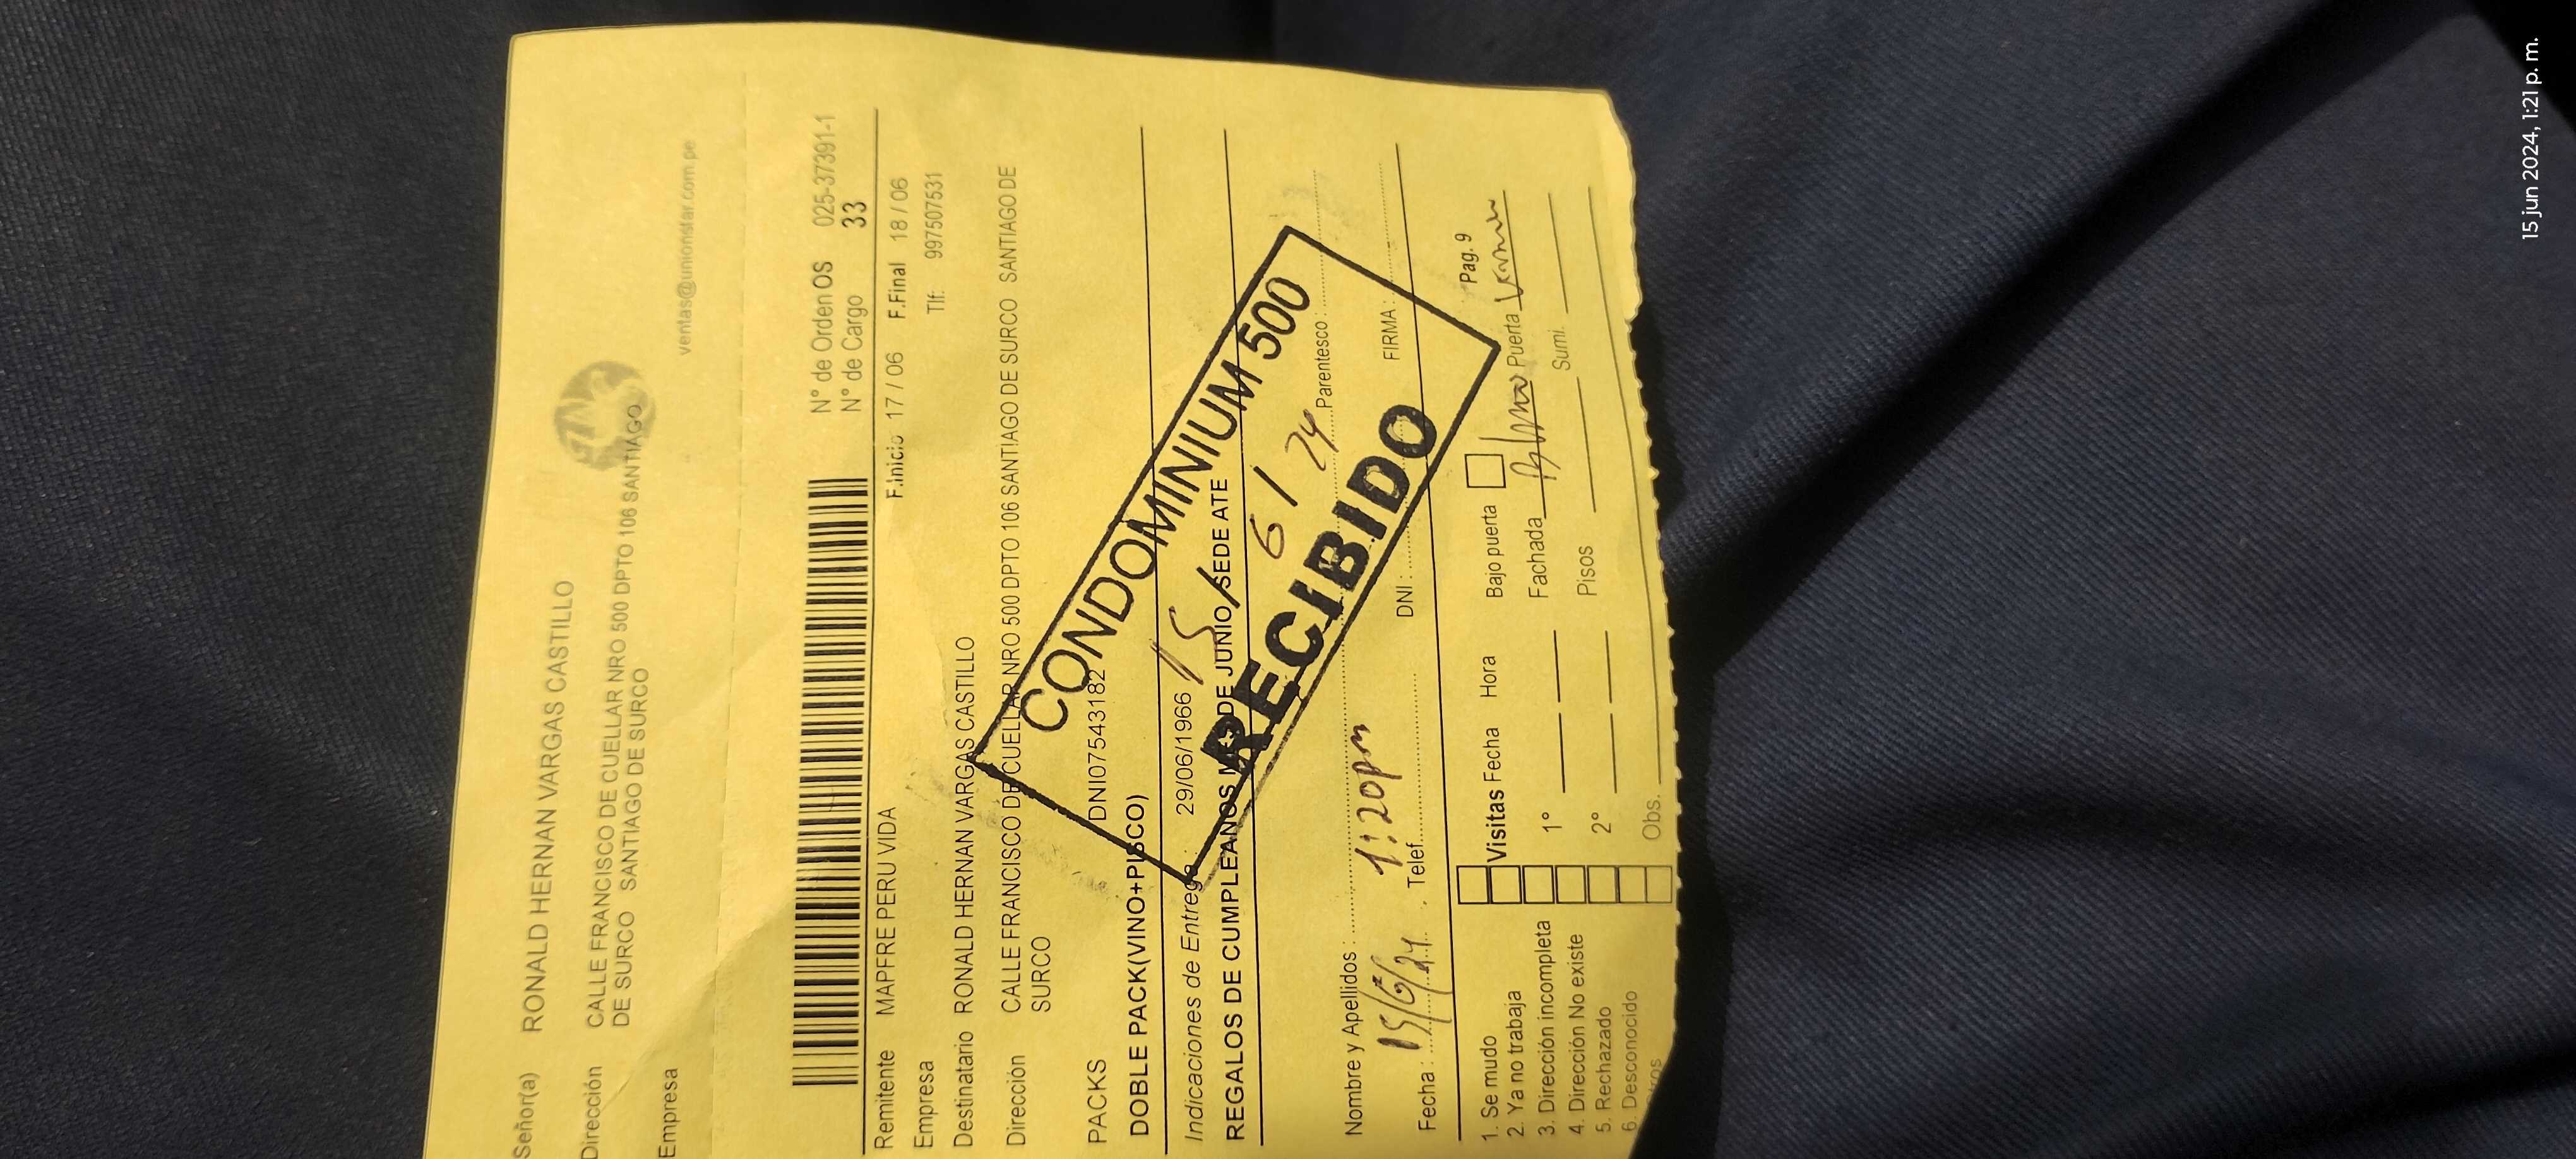 Señor(a) RONALD HERNAN VARGAS CASTILLO
Dirección CALLE FRANCISCO DE CUELLAR NRO 500 DPTO 106 SANTIAGO
DE SURCO SANTIAGO DE SURCO
Empresa
ventas@unionstar.com.pe
N° de Orden OS 025-37391-1
N° de Cargo 33
F.Inicio 17 / 06 F.Final 18 / 06
Remitente MAPFRE PERU VIDA
Empresa Tlf: 997507531
Destinatario RONALD HERNAN VARGAS CASTILLO
Dirección CALLE FRANCISCO DE CUELLAR NRO 500 DPTO 106 SANTIAGO DE SURCO SANTIAGO DE
SURCO
PACKS DNI07543182
DOBLE PACK(VINO+PISCO)
Indicaciones de Entrega 29/06/1966
REGALOS DE CUMPLEAÑOS MES DE JUNIO/SEDE ATE
CONDOMINIUM 500
15 / 6 / 24
RECIBIDO
Nombre y Apellidos : Parentesco :
15/6/24 1:20pm
Fecha : Telef. DNI : FIRMA :
Pag. 9
1. Se mudo
2. Ya no trabaja
3. Dirección incompleta
4. Dirección No existe
5. Rechazado
6. Desconocido
Visitas Fecha Hora Bajo puerta
1° Fachada Puerta
2° Pisos Sumi.
Obs.
15 jun 2024, 1:21 p. m.